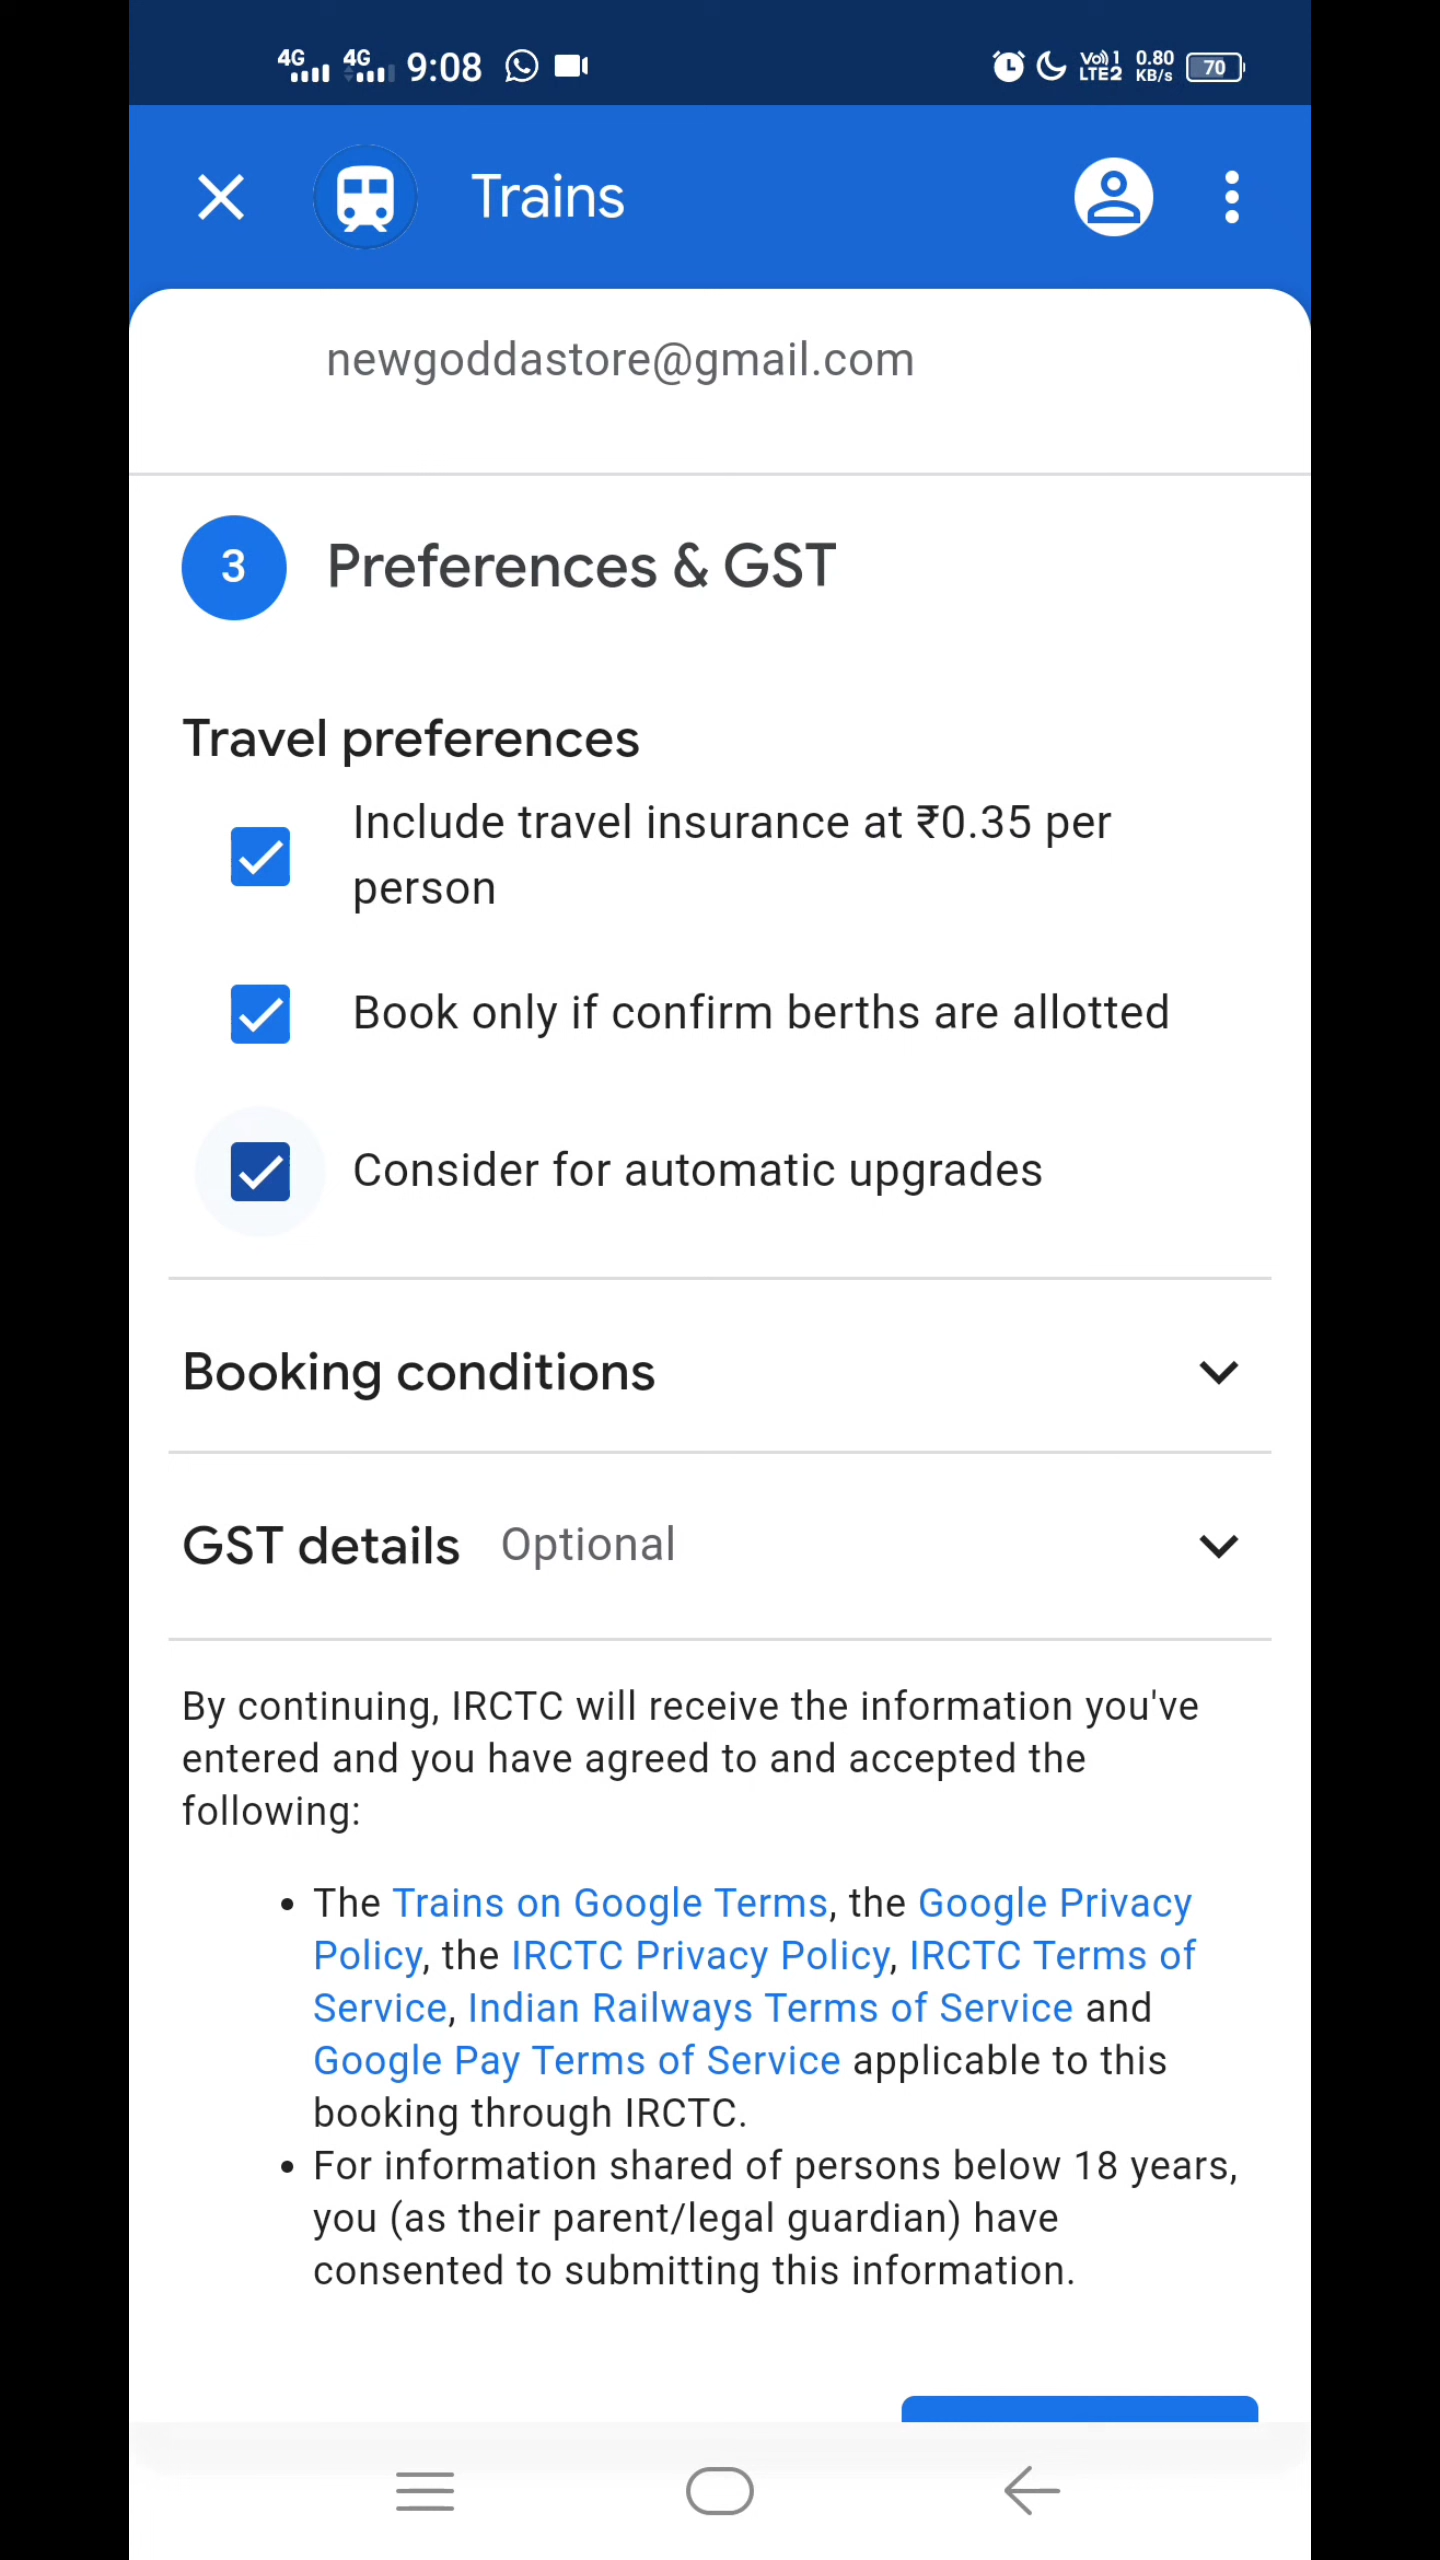 4G 4G 9:08 Vo)) 1 LTE2 0.80 KB/s 70
Trains
newgoddastore@gmail.com
3 Preferences & GST
Travel preferences
Include travel insurance at ₹0.35 per
person
Book only if confirm berths are allotted
Consider for automatic upgrades
Booking conditions
GST details Optional
By continuing, IRCTC will receive the information you've
entered and you have agreed to and accepted the
following:
• The Trains on Google Terms, the Google Privacy
Policy, the IRCTC Privacy Policy, IRCTC Terms of
Service, Indian Railways Terms of Service and
Google Pay Terms of Service applicable to this
booking through IRCTC.
• For information shared of persons below 18 years,
you (as their parent/legal guardian) have
consented to submitting this information.